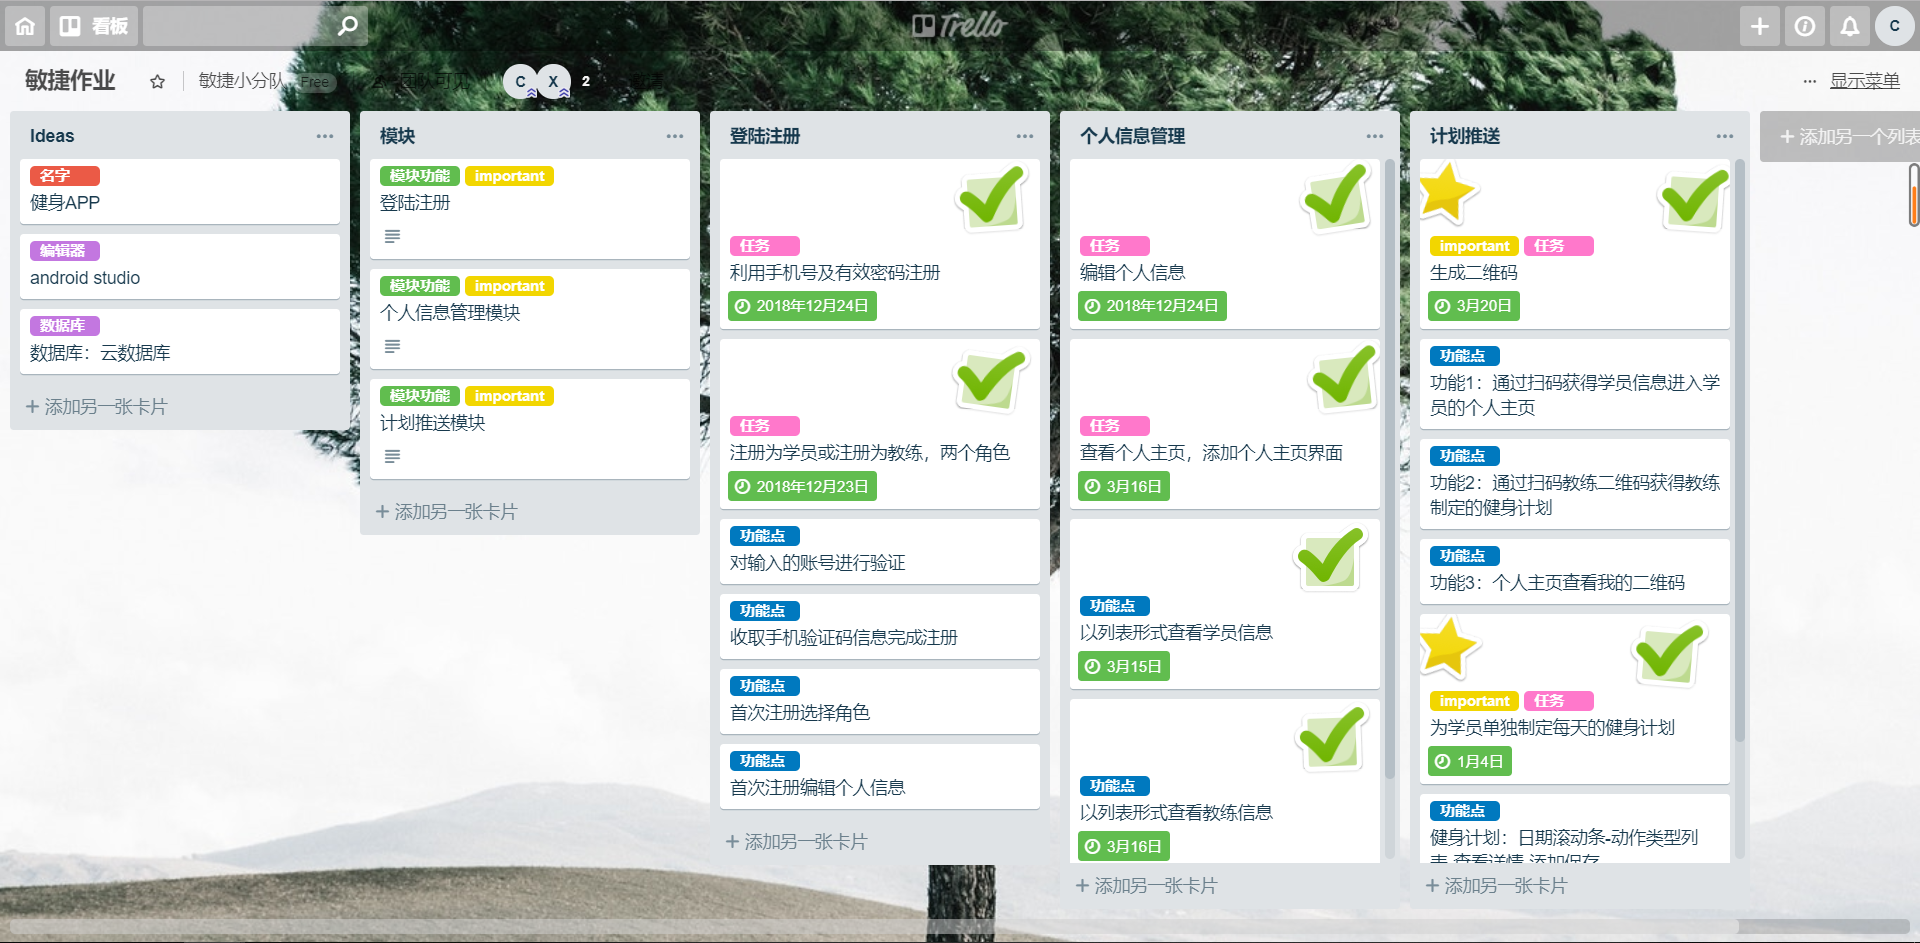 看板
Trello
C
敏捷作业
敏捷小分队
Free
团队可见
C
X
2
邀请
显示菜单
Ideas
名字
健身APP
编辑器
android studio
数据库
数据库：云数据库
添加另一张卡片
模块
模块功能 important
登陆注册
模块功能 important
个人信息管理模块
模块功能 important
计划推送模块
添加另一张卡片
登陆注册
任务
利用手机号及有效密码注册
2018年12月24日
任务
注册为学员或注册为教练，两个角色
2018年12月23日
功能点
对输入的账号进行验证
功能点
收取手机验证码信息完成注册
功能点
首次注册选择角色
功能点
首次注册编辑个人信息
添加另一张卡片
个人信息管理
任务
编辑个人信息
2018年12月24日
任务
查看个人主页，添加个人主页界面
3月16日
功能点
以列表形式查看学员信息
3月15日
功能点
以列表形式查看教练信息
3月16日
添加另一张卡片
计划推送
important 任务
生成二维码
3月20日
功能点
功能1：通过扫码获得学员信息进入学
员的个人主页
功能点
功能2：通过扫码教练二维码获得教练
制定的健身计划
功能点
功能3：个人主页查看我的二维码
important 任务
为学员单独制定每天的健身计划
1月4日
功能点
健身计划：日期滚动条-动作类型列
表-查看详情-添加保存
添加另一张卡片
添加另一个列表